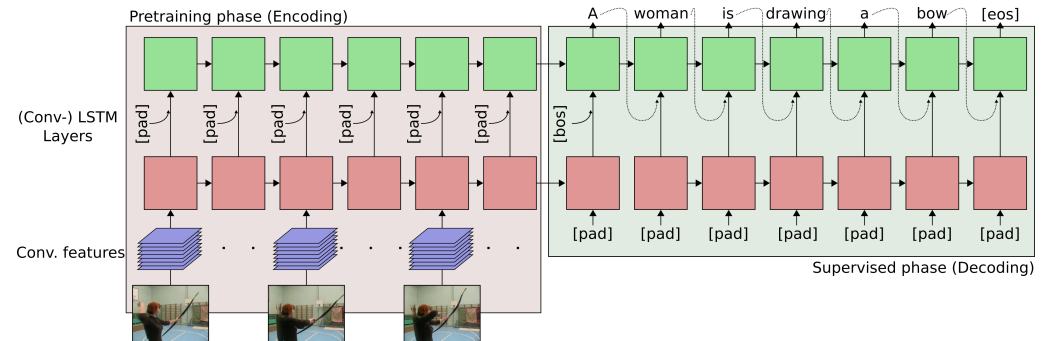 Pretraining phase (Encoding)
A woman is drawing a bow [eos]
(Conv-) LSTM
Layers
[pad] [pad] [pad] [pad] [pad] [pad] [bos]
Conv. features
[pad] [pad] [pad] [pad] [pad] [pad] [pad]
Supervised phase (Decoding)